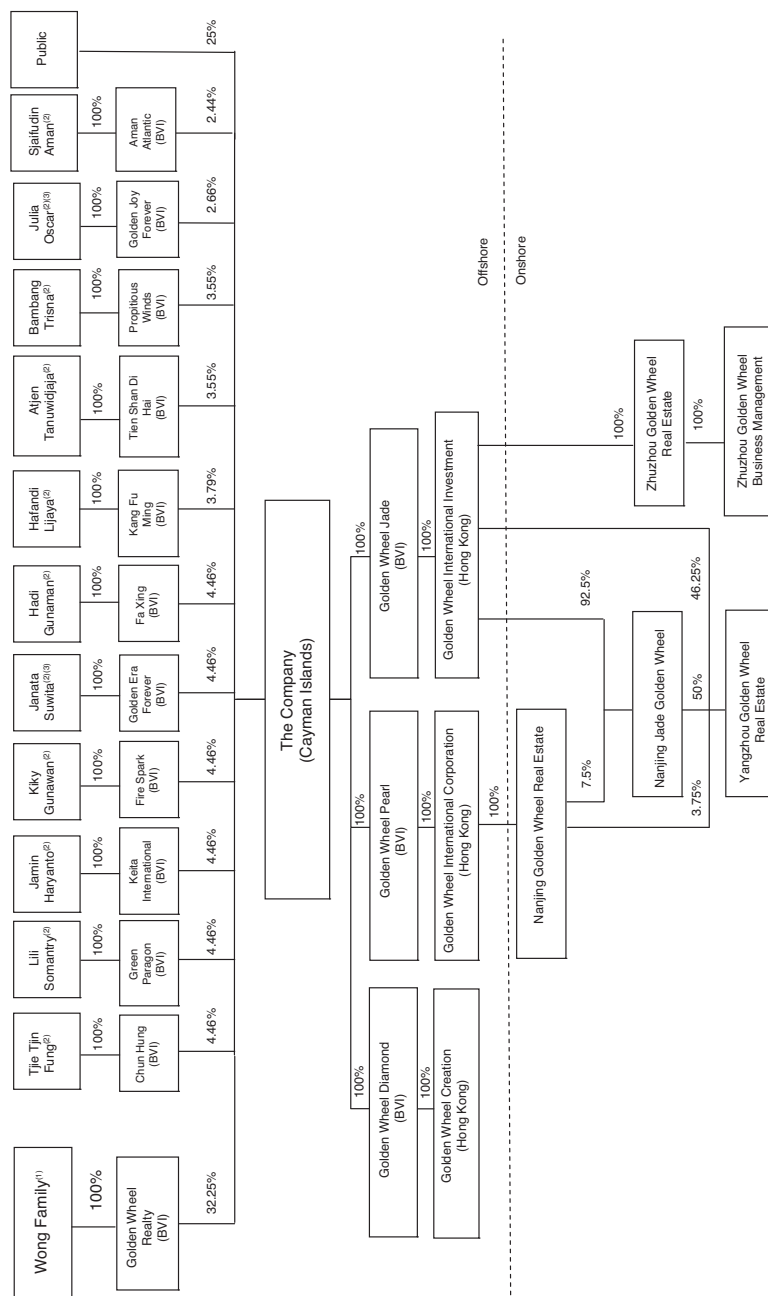 Wong Family(1)
Tjie Tjin
Fung(2)
Lili
Somantry(2)
Jamin
Haryanto(2)
Kiky
Gunawan(2)
Janata
Suwita(2)(3)
Hadi
Gunaman(2)
Hafandi
Lijaya(2)
Atjen
Tanuwidjaja(2)
Bambang
Trisna(2)
Julia
Oscar(2)(3)
Sjaifudin
Aman(2)
Public
100%
100%
100%
100%
100%
100%
100%
100%
100%
100%
100%
100%
Golden Wheel
Realty
(BVI)
Chun Hung
(BVI)
Green
Paragon
(BVI)
Keita
International
(BVI)
Fire Spark
(BVI)
Golden Era
Forever
(BVI)
Fa Xing
(BVI)
Kang Fu
Ming
(BVI)
Tien Shan Di
Hai
(BVI)
Propitious
Winds
(BVI)
Golden Joy
Forever
(BVI)
Aman
Atlantic
(BVI)
32.25%
4.46%
4.46%
4.46%
4.46%
4.46%
4.46%
3.79%
3.55%
3.55%
2.66%
2.44%
25%
The Company
(Cayman Islands)
100%
100%
100%
Golden Wheel Diamond
(BVI)
Golden Wheel Pearl
(BVI)
Golden Wheel Jade
(BVI)
100%
100%
100%
Golden Wheel Creation
(Hong Kong)
Golden Wheel International Corporation
(Hong Kong)
Golden Wheel International Investment
(Hong Kong)
Offshore
Onshore
100%
Nanjing Golden Wheel Real Estate
7.5%
92.5%
100%
Nanjing Jade Golden Wheel
Zhuzhou Golden Wheel
Real Estate
3.75%
50%
46.25%
100%
Yangzhou Golden Wheel
Real Estate
Zhuzhou Golden Wheel
Business Management